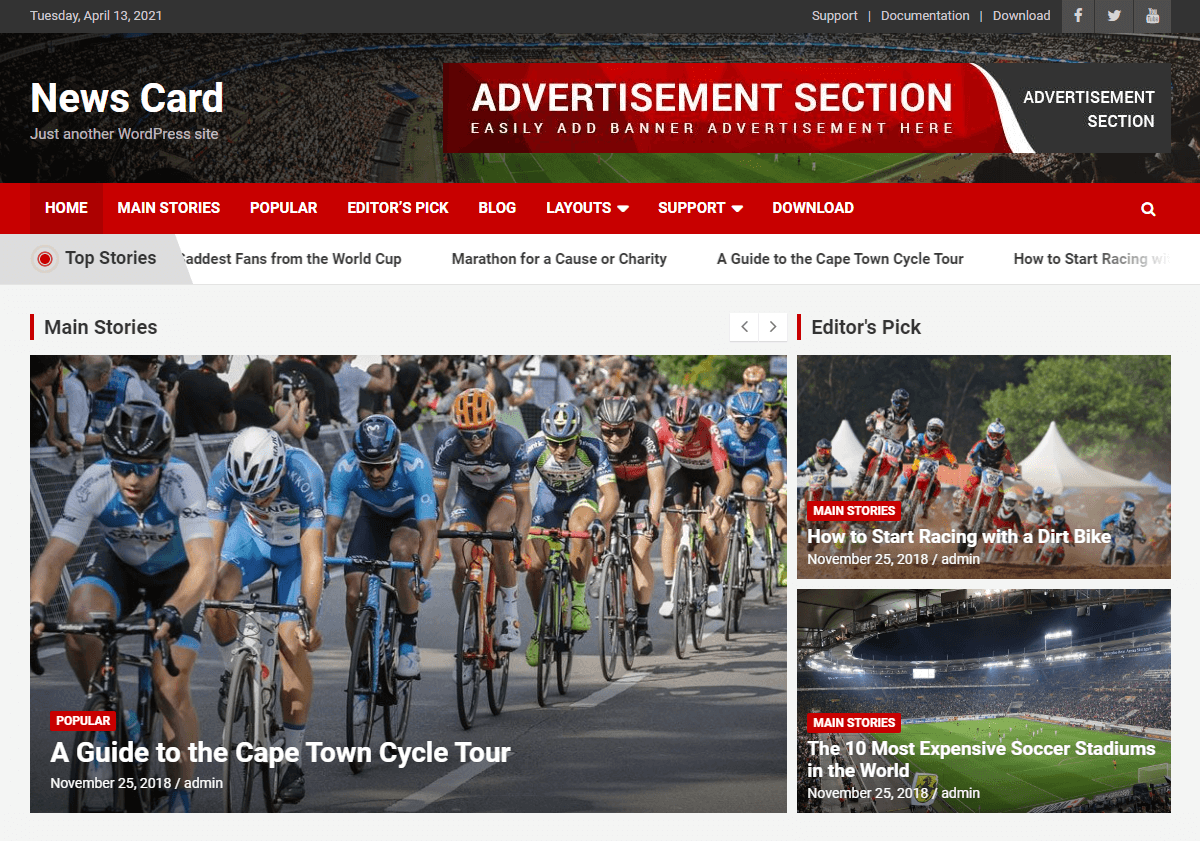 Tuesday, April 13, 2021
Support | Documentation | Download
News Card
Just another WordPress site
ADVERTISEMENT SECTION
EASILY ADD BANNER ADVERTISEMENT HERE
ADVERTISEMENT
SECTION
HOME MAIN STORIES POPULAR EDITOR'S PICK BLOG LAYOUTS SUPPORT DOWNLOAD
Top Stories
Saddest Fans from the World Cup Marathon for a Cause or Charity A Guide to the Cape Town Cycle Tour How to Start Racing
Main Stories
POPULAR
A Guide to the Cape Town Cycle Tour
November 25, 2018 / admin
Editor's Pick
MAIN STORIES
How to Start Racing with a Dirt Bike
November 25, 2018 / admin
MAIN STORIES
The 10 Most Expensive Soccer Stadiums
in the World
November 25, 2018 / admin